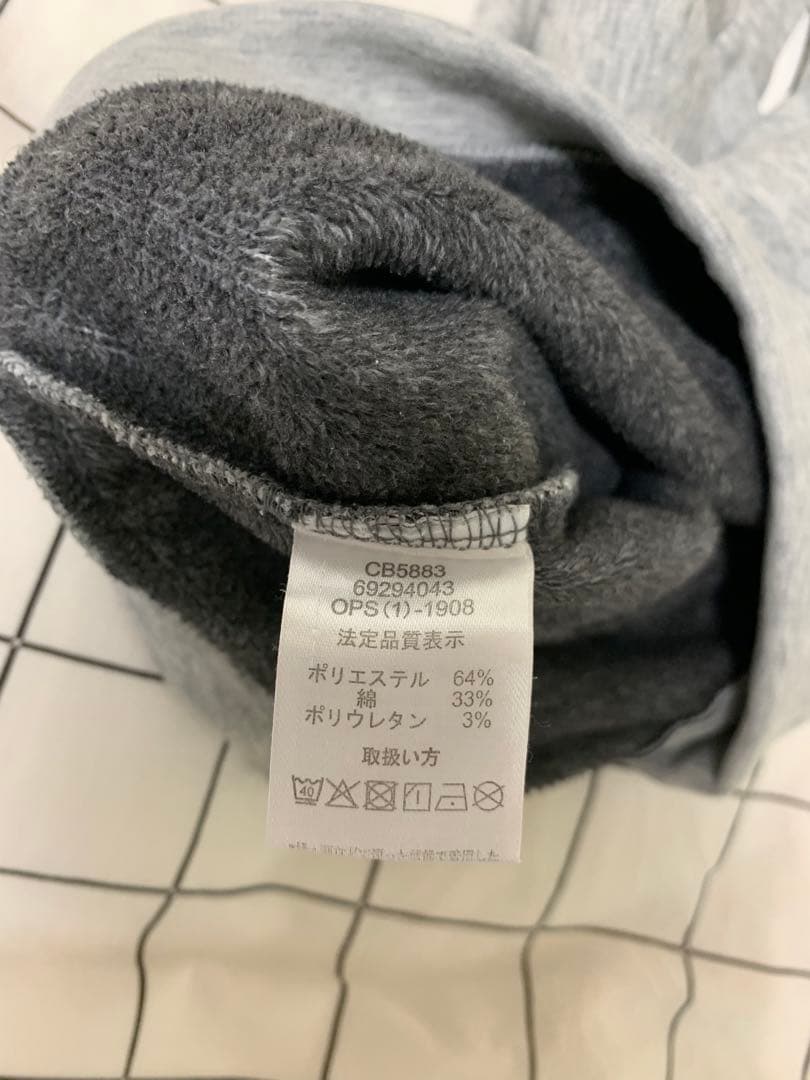 CB5883
69294043
OPS(1)-1908
法定品質表示
ポリエステル 64%
綿 33%
ポリウレタン 3%
取扱い方
40